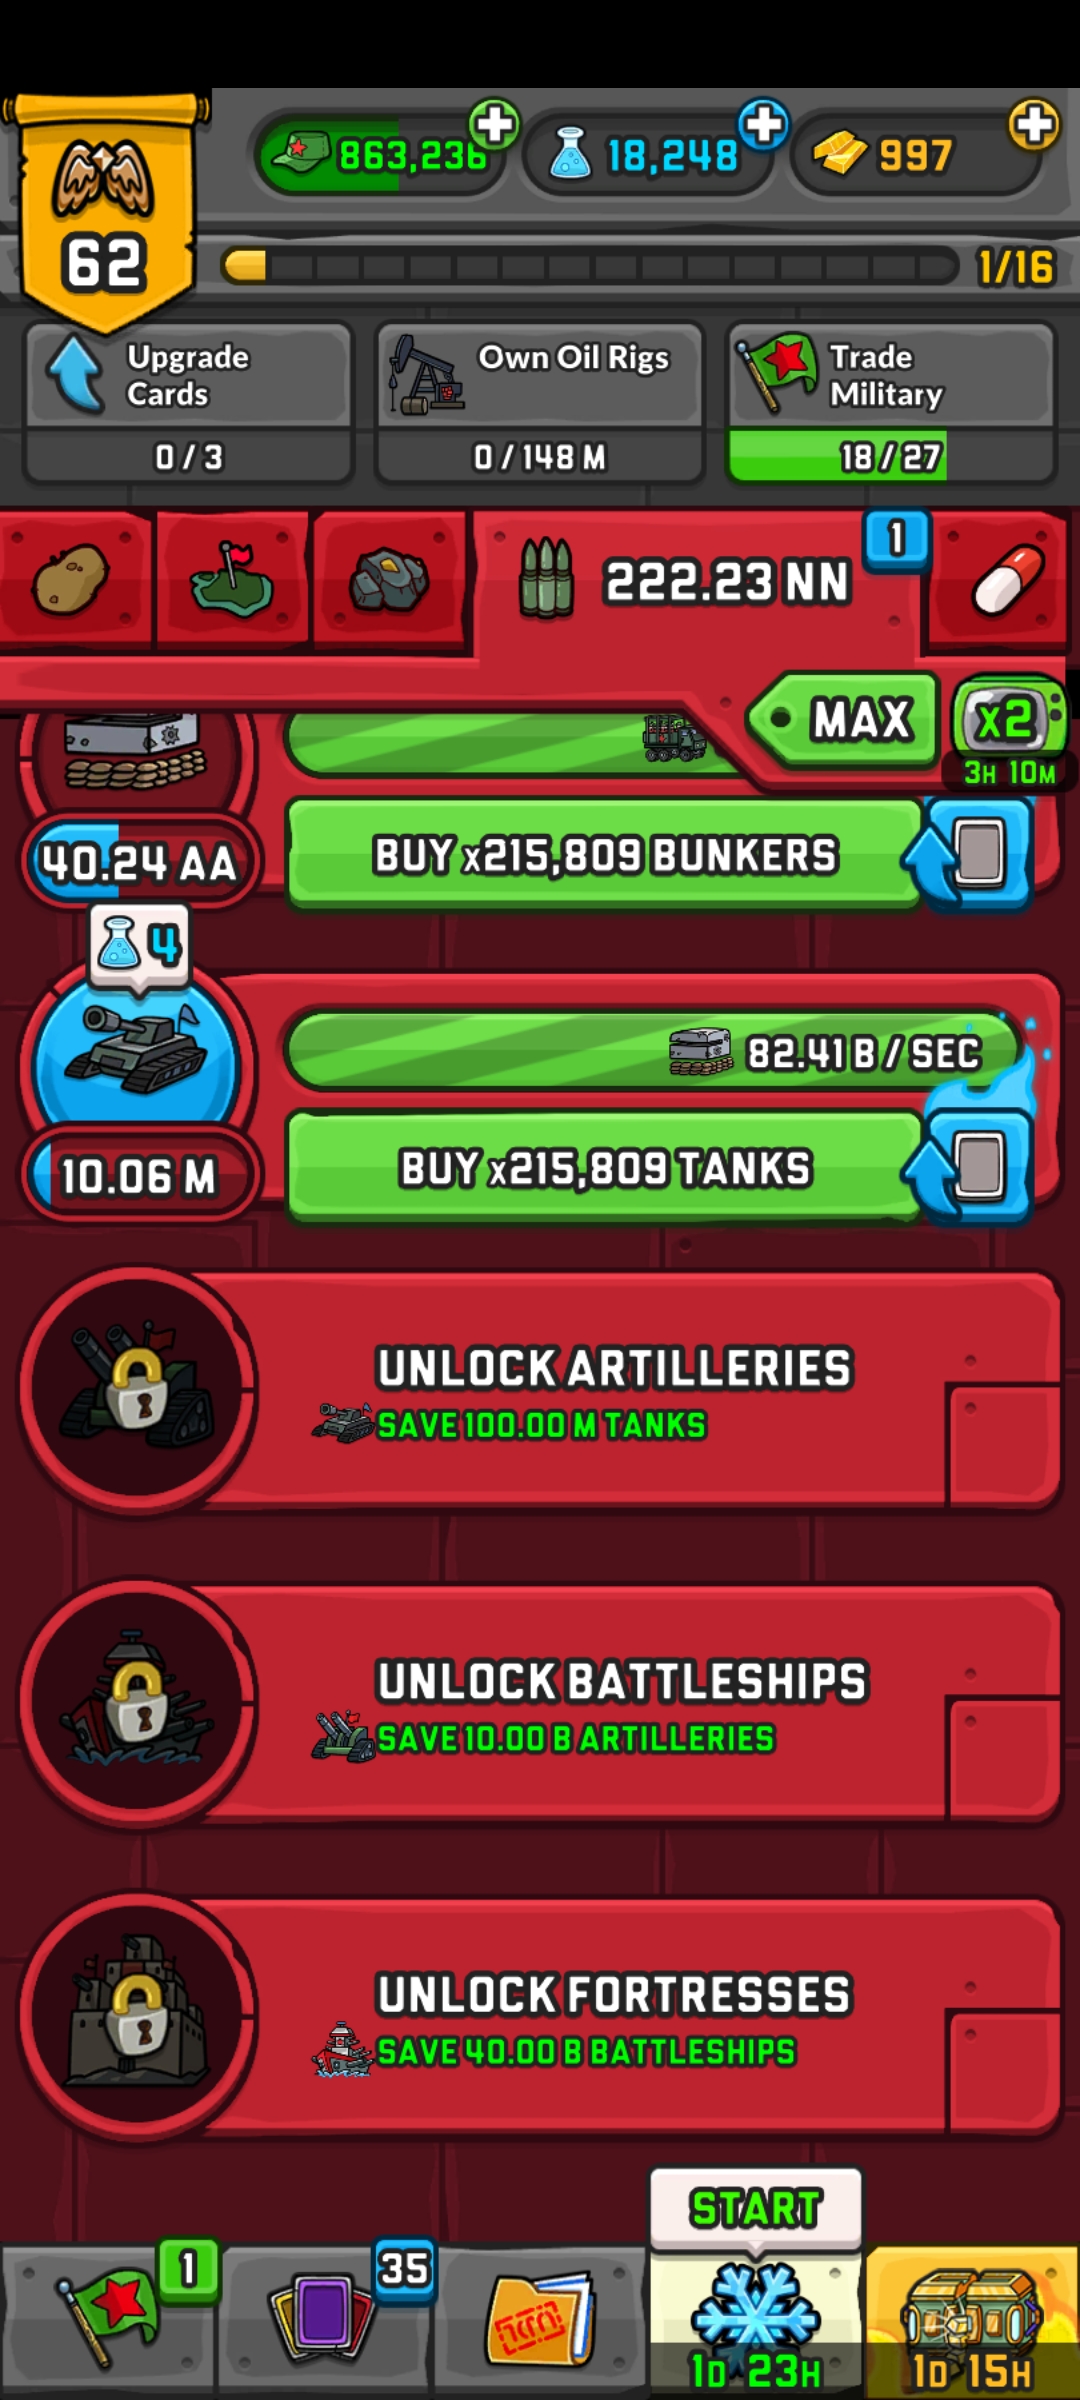 863,236
18,248
997
62
1/16
Upgrade
Cards
0 / 3
Own Oil Rigs
0 / 148 M
Trade
Military
18 / 27
222.23 NN
1
MAX
x2
3H 10M
40.24 AA
BUY x215,809 BUNKERS
4
82.41 B / SEC
10.06 M
BUY x215,809 TANKS
UNLOCK ARTILLERIES
SAVE 100.00 M TANKS
UNLOCK BATTLESHIPS
SAVE 10.00 B ARTILLERIES
UNLOCK FORTRESSES
SAVE 40.00 B BATTLESHIPS
START
1
35
1D 23H
1D 15H